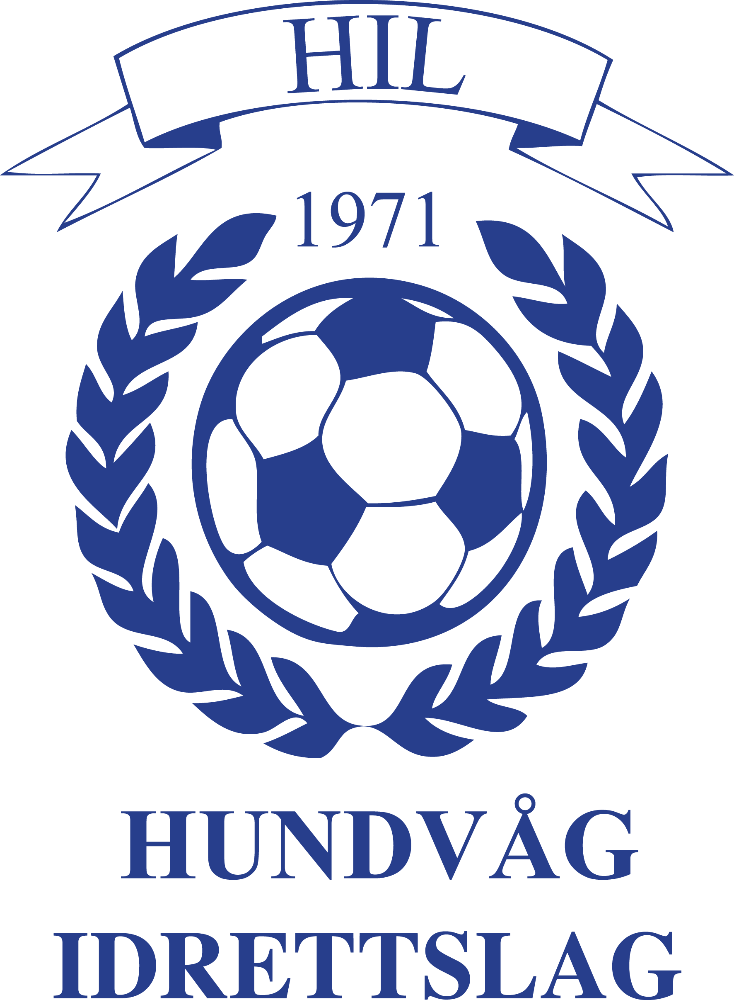 HIL
1971
HUNDVÅG
IDRETTSLAG